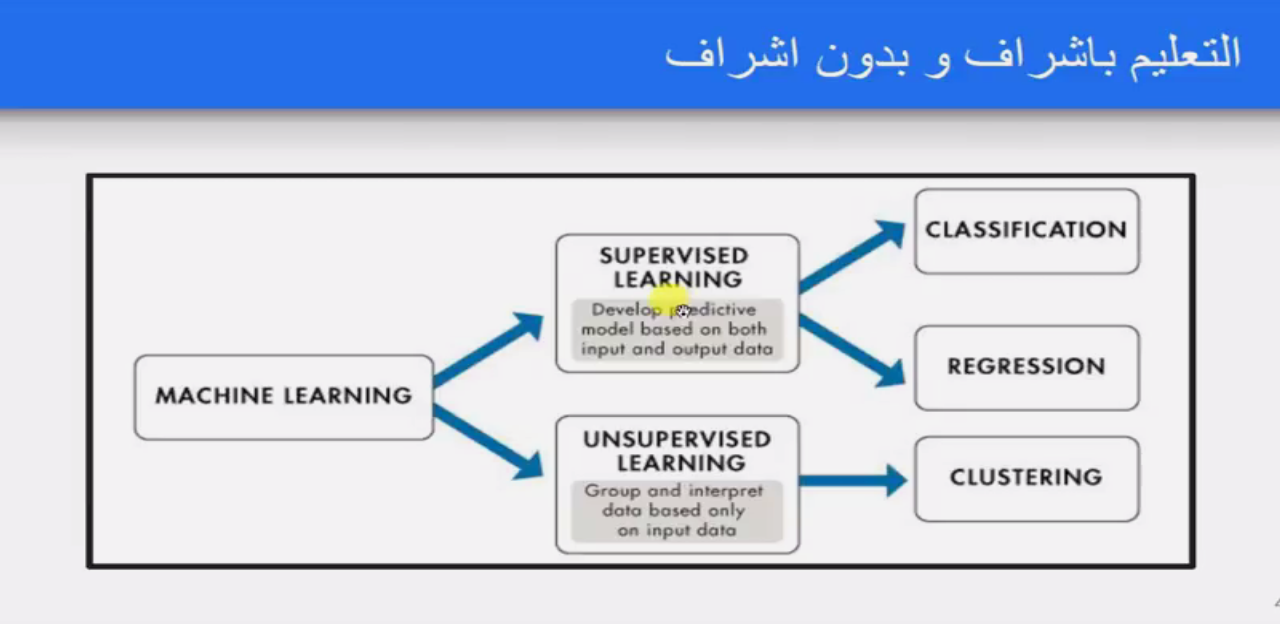 التعليم باشراف و بدون اشراف
MACHINE LEARNING
SUPERVISED
LEARNING
Develop predictive
model based on both
input and output data
UNSUPERVISED
LEARNING
Group and interpret
data based only
on input data
CLASSIFICATION
REGRESSION
CLUSTERING